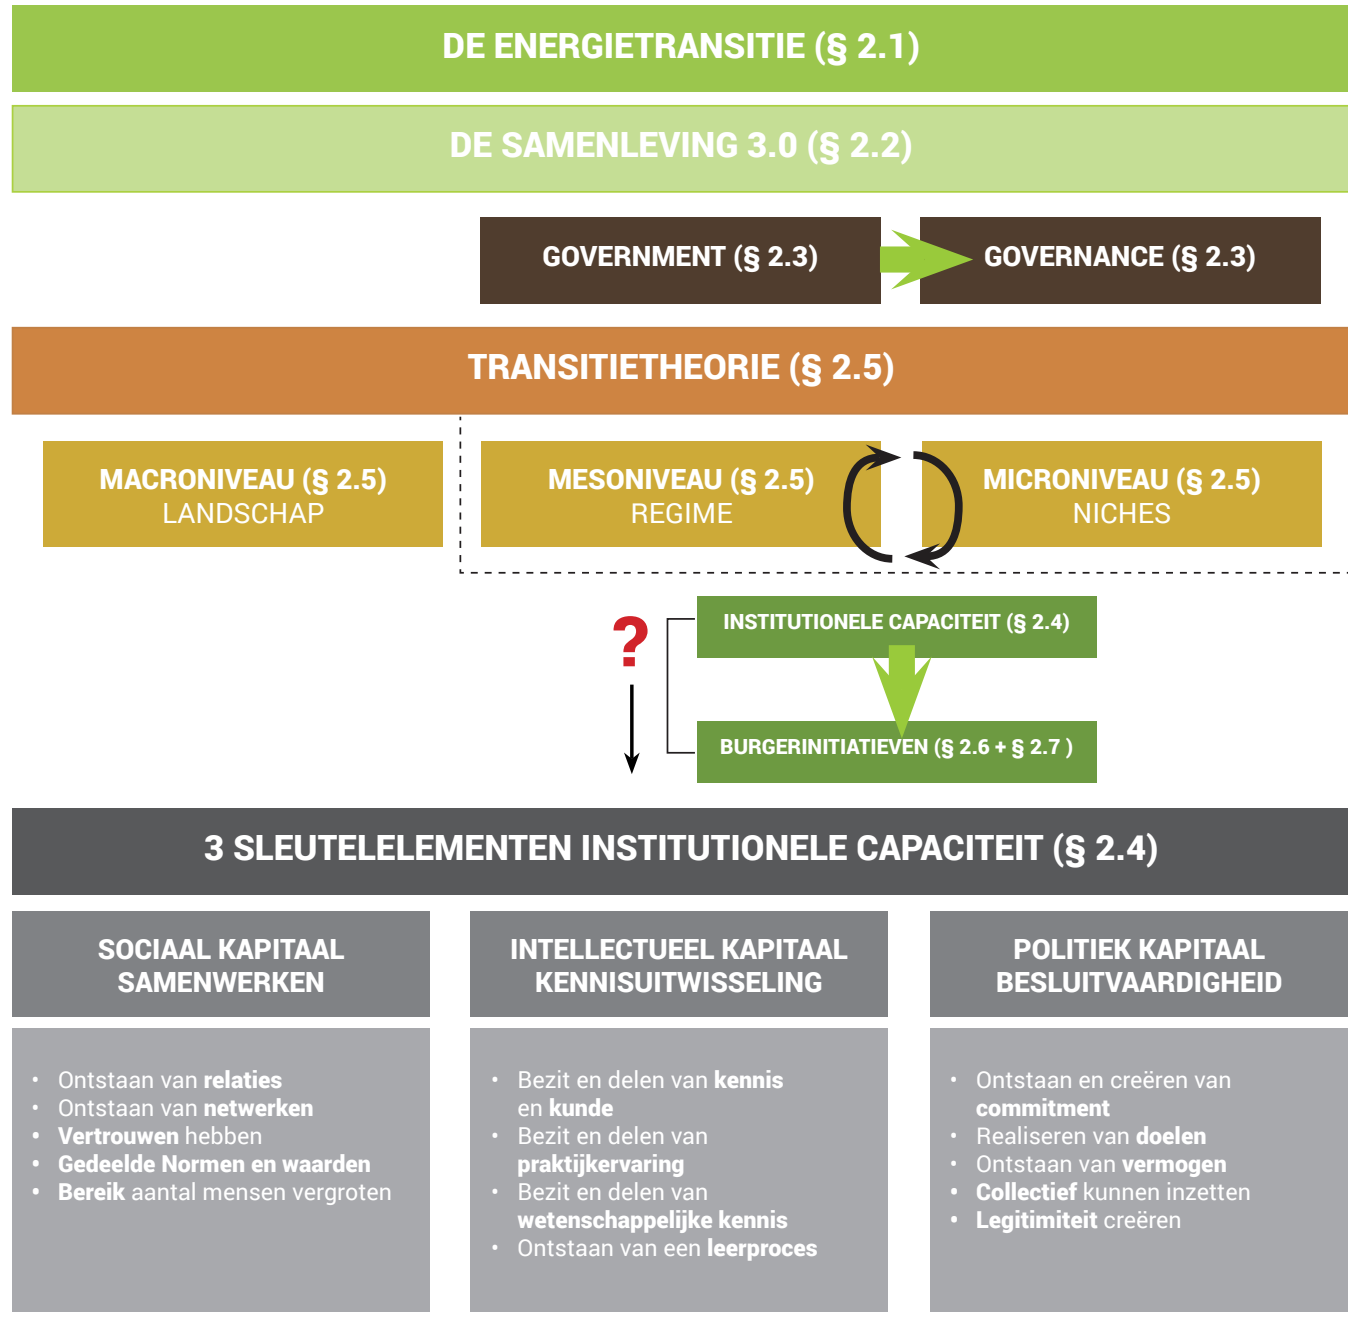 DE ENERGIETRANSITIE (§ 2.1)
DE SAMENLEVING 3.0 (§ 2.2)
GOVERNMENT (§ 2.3)
GOVERNANCE (§ 2.3)
TRANSITIETHEORIE (§ 2.5)
MACRONIVEAU (§ 2.5)
LANDSCHAP
MESONIVEAU (§ 2.5)
REGIME
MICRONIVEAU (§ 2.5)
NICHES
?
INSTITUTIONELE CAPACITEIT (§ 2.4)
BURGERINITIATIEVEN (§ 2.6 + § 2.7 )
3 SLEUTELELEMENTEN INSTITUTIONELE CAPACITEIT (§ 2.4)
SOCIAAL KAPITAAL
SAMENWERKEN
• Ontstaan van relaties
• Ontstaan van netwerken
• Vertrouwen hebben
• Gedeelde Normen en waarden
• Bereik aantal mensen vergroten
INTELLECTUEEL KAPITAAL
KENNISUITWISSELING
• Bezit en delen van kennis
en kunde
• Bezit en delen van
praktijkervaring
• Bezit en delen van
wetenschappelijke kennis
• Ontstaan van een leerproces
POLITIEK KAPITAAL
BESLUITVAARDIGHEID
• Ontstaan en creëren van
commitment
• Realiseren van doelen
• Ontstaan van vermogen
• Collectief kunnen inzetten
• Legitimiteit creëren